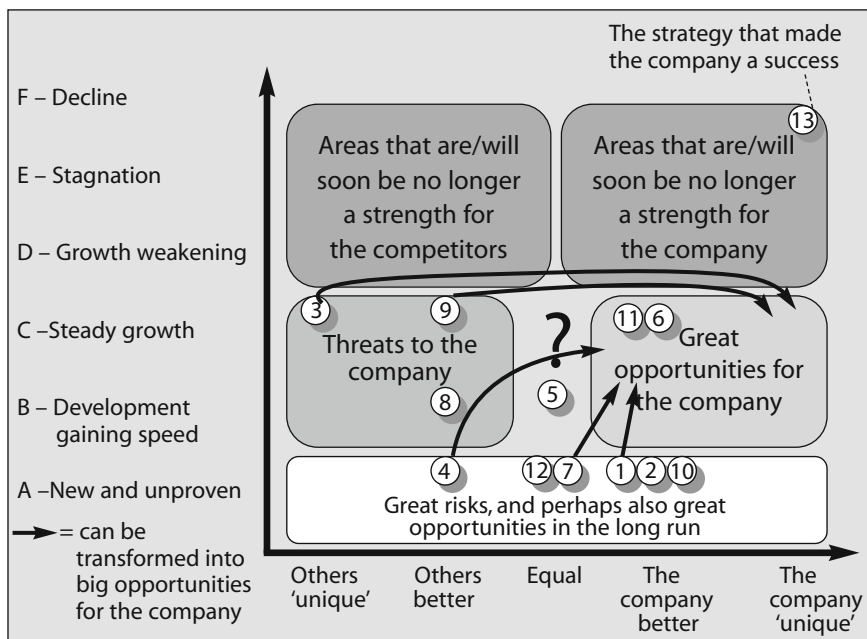 The strategy that made
the company a success
F – Decline
13
Areas that are/will
soon be no longer
a strength for
the competitors
Areas that are/will
soon be no longer
a strength for
the company
E – Stagnation
D – Growth weakening
3
9
11
6
C –Steady growth
Threats to the
company
?
Great
opportunities for
the company
8
5
B – Development
gaining speed
4
12
7
1
2
10
A –New and unproven
Great risks, and perhaps also great
opportunities in the long run
= can be
transformed into
big opportunities
for the company
Others
'unique'
Others
better
Equal
The
company
better
The
company
'unique'